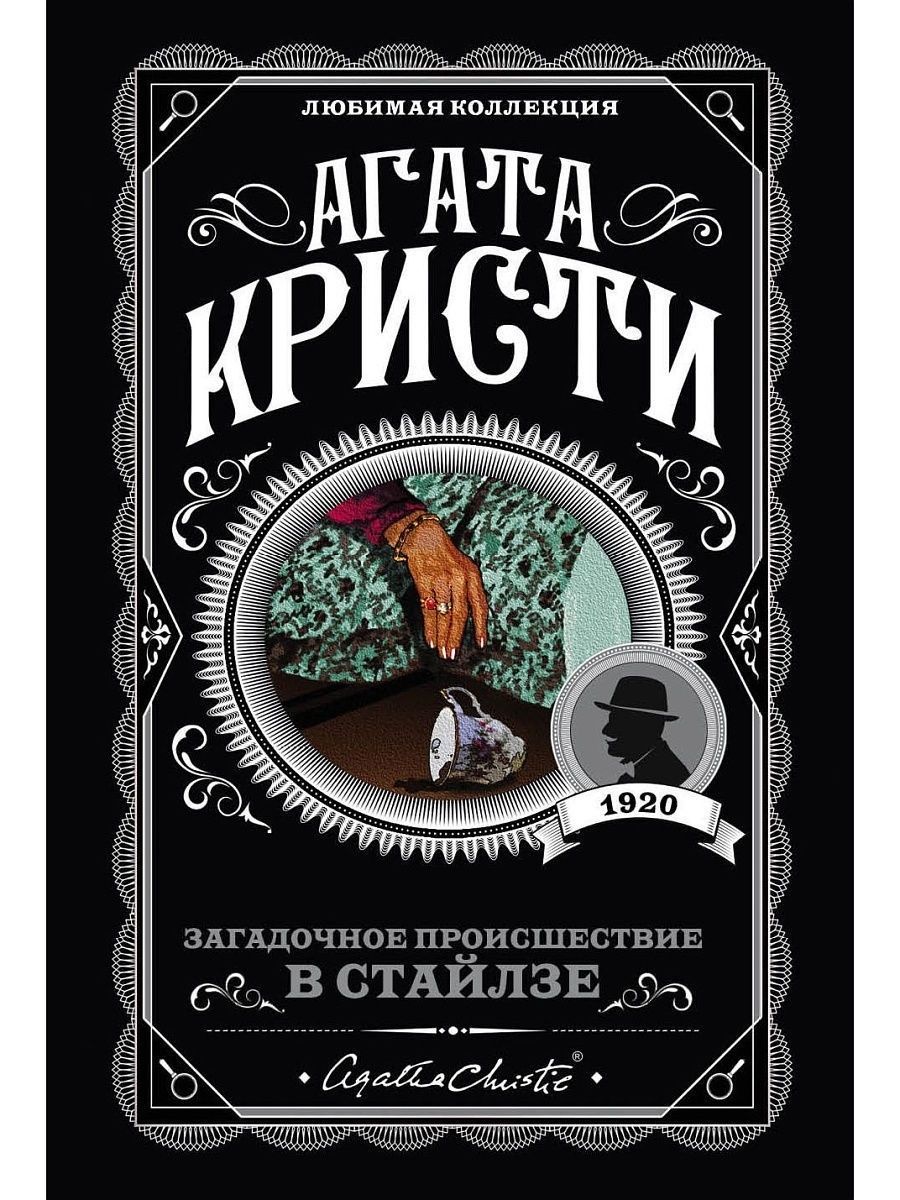 ЛЮБИМАЯ КОЛЛЕКЦИЯ
АГАТА
КРИСТИ
1920
ЗАГАДОЧНОЕ ПРОИСШЕСТВИЕ
В СТАЙЛЗЕ
Agatha Christie®